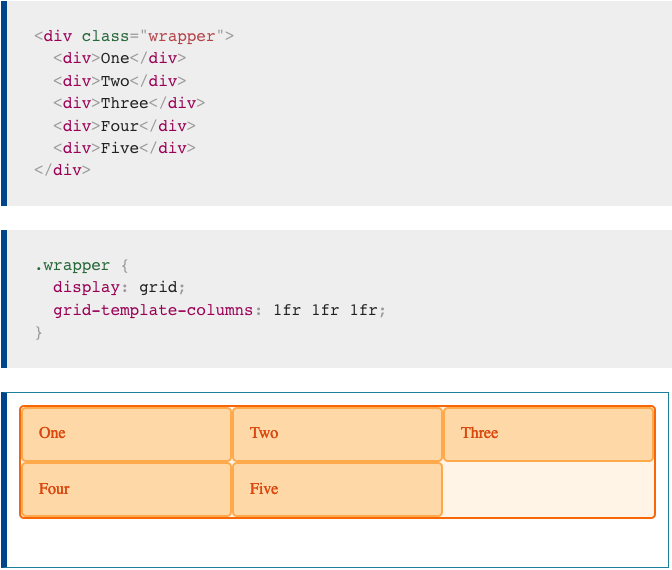 <div class="wrapper">
  <div>One</div>
  <div>Two</div>
  <div>Three</div>
  <div>Four</div>
  <div>Five</div>
</div>
.wrapper {
  display: grid;
  grid-template-columns: 1fr 1fr 1fr;
}
One Two Three
Four Five